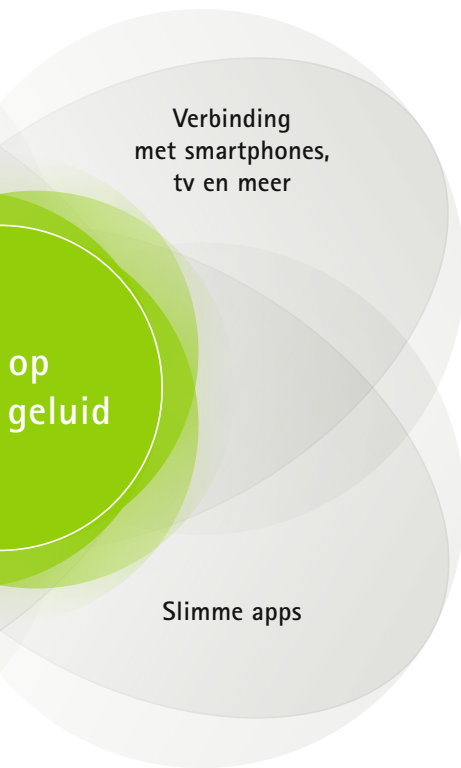 Verbinding
met smartphones,
tv en meer
op
geluid
Slimme apps